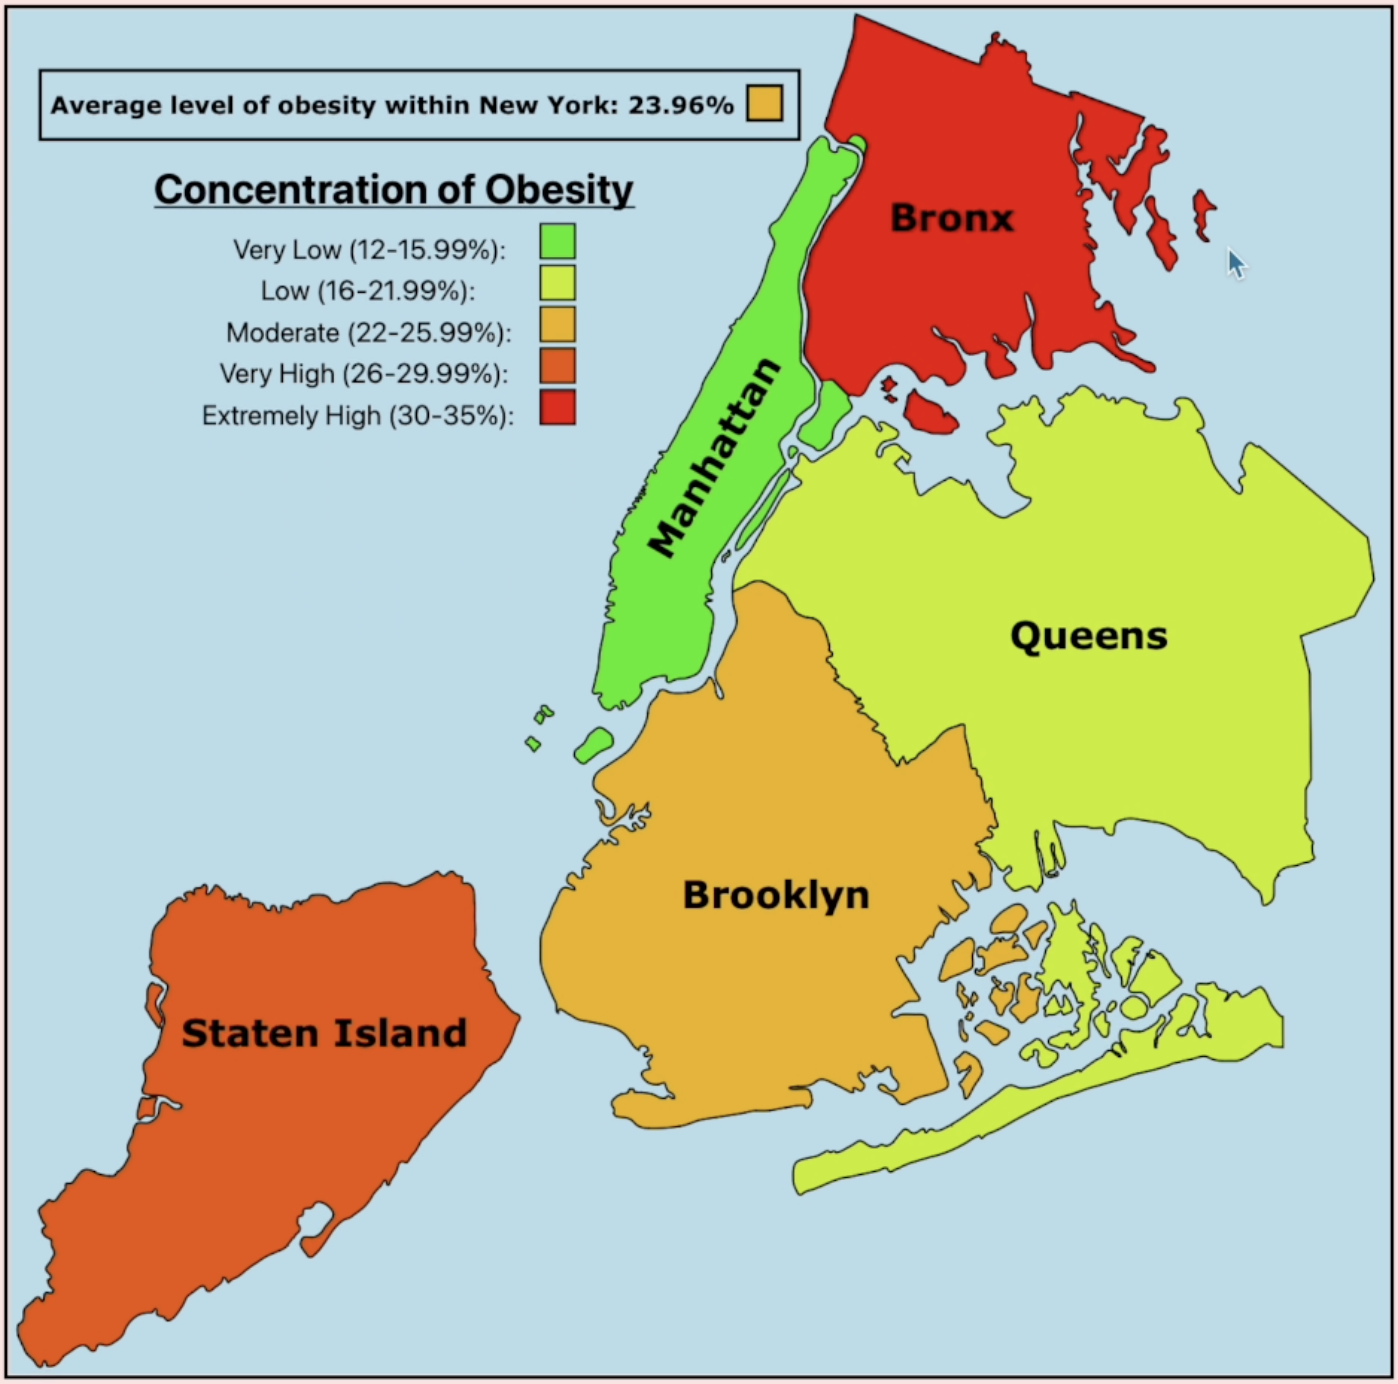 Average level of obesity within New York: 23.96%
Concentration of Obesity
Very Low (12-15.99%):
Low (16-21.99%):
Moderate (22-25.99%):
Very High (26-29.99%):
Extremely High (30-35%):
Bronx
Manhattan
Queens
Brooklyn
Staten Island